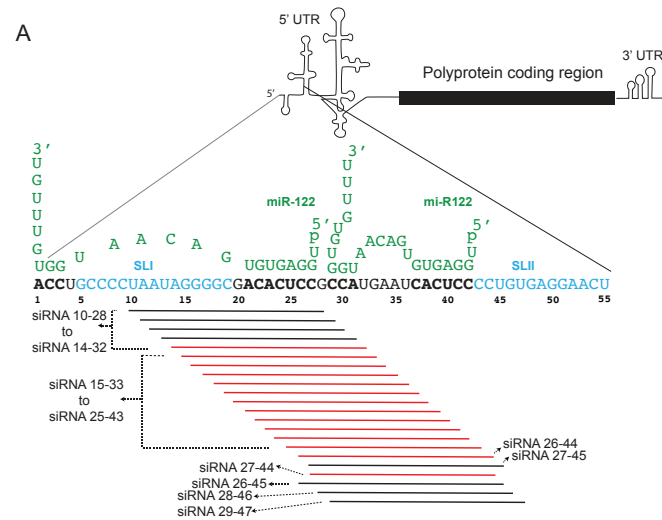 A
5' UTR
3' UTR
Polyprotein coding region
5'
3'
U
G
U
U
U
G
UGG
U A A C A G
miR-122
UGUGAGG
U
p
5'
3'
U
U
U
G
U
G
GGU
ACAGU
mi-R122
GUGAGG
U
p
5'
SLI
SLII
ACCUGCCCCUAAUAGGGGCGACACUCCGCCAUGAAUCACUCCCCUGUGAGGAACU
1 5 10 15 20 25 30 35 40 45 50 55
siRNA 10-28
to
siRNA 14-32
siRNA 15-33
to
siRNA 25-43
siRNA 26-44
siRNA 27-45
siRNA 27-44
siRNA 26-45
siRNA 28-46
siRNA 29-47